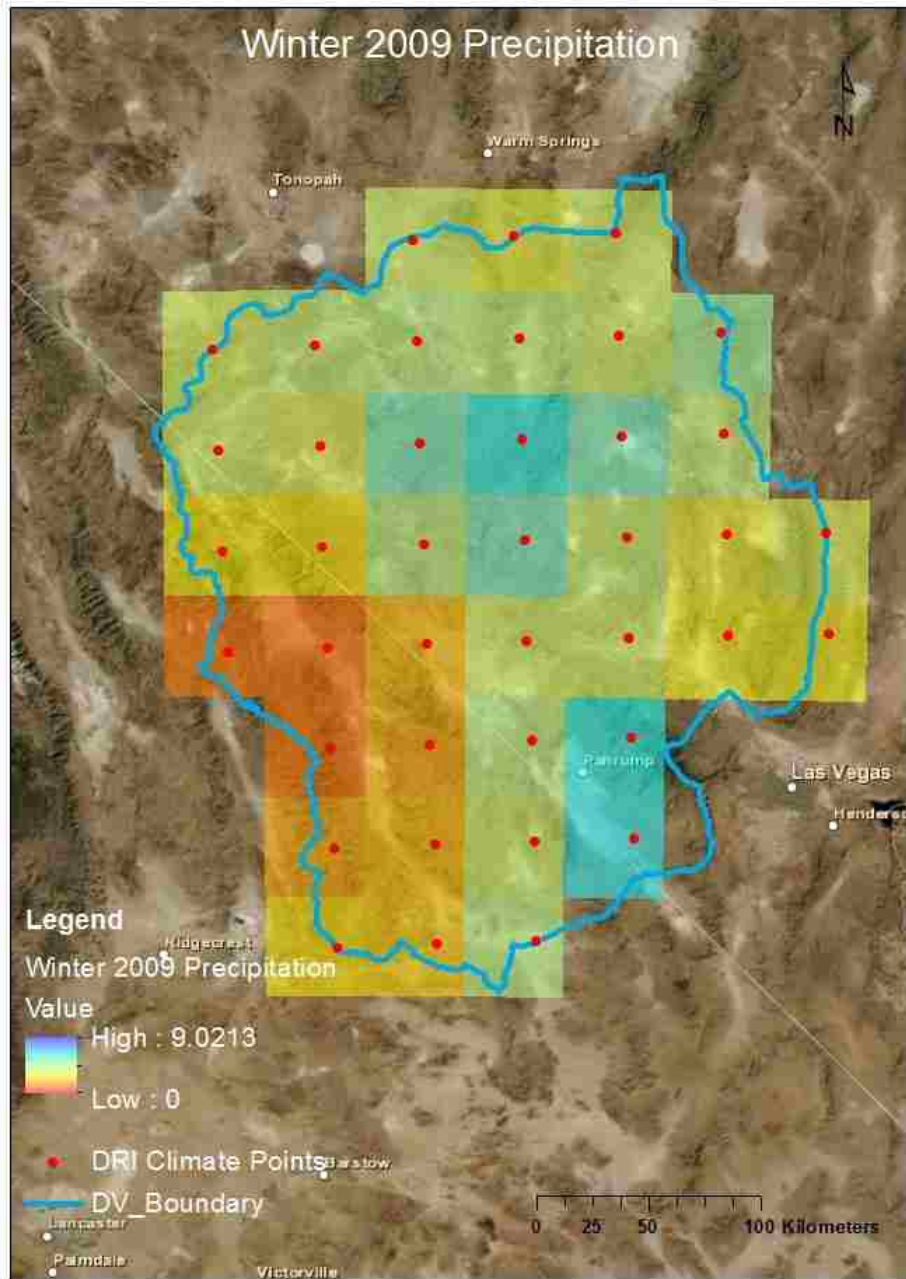 Winter 2009 Precipitation
N
Warm Springs
Tonopah
Pahrump
Las Vegas
Henderso
Legend
Ridgecrest
Winter 2009 Precipitation
Value
High : 9.0213
Low : 0
DRI Climate Points
Barstow
DV_Boundary
0 25 50 100 Kilometers
Lancaster
Palmdale
Victorville